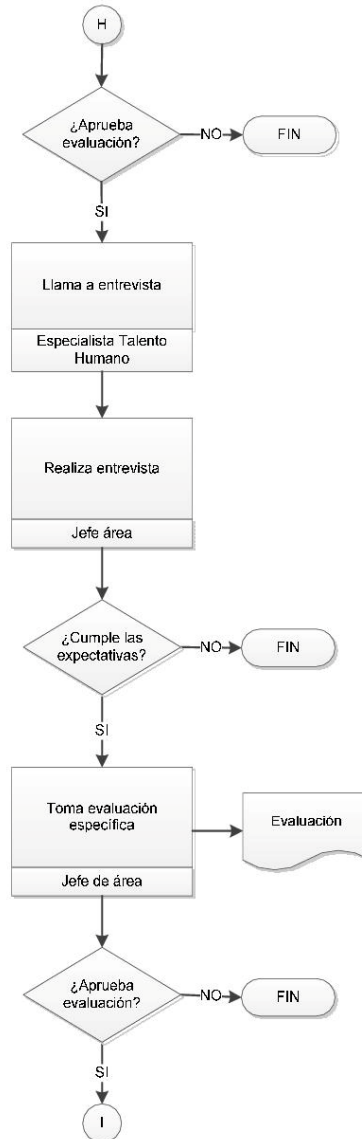 H
¿Aprueba
evaluación?
NO
FIN
SI
Llama a entrevista
Especialista Talento
Humano
Realiza entrevista
Jefe área
¿Cumple las
expectativas?
NO
FIN
SI
Toma evaluación
específica
Evaluación
Jefe de área
¿Aprueba
evaluación?
NO
FIN
SI
I